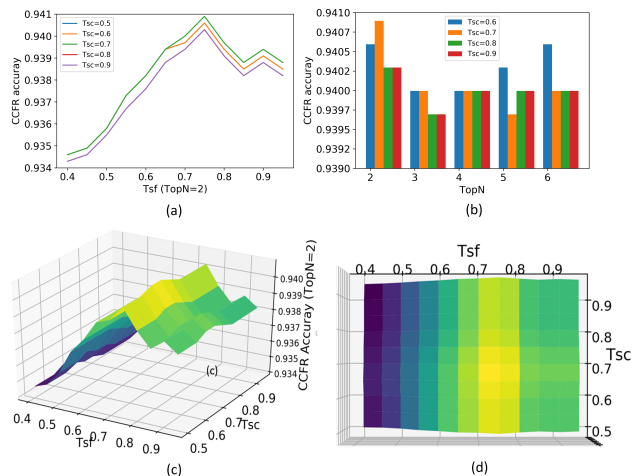 0.941
0.940
0.939
0.938
0.937
0.936
0.935
0.934
CCFR accuray
Tsc=0.5
Tsc=0.6
Tsc=0.7
Tsc=0.8
Tsc=0.9
0.4 0.5 0.6 0.7 0.8 0.9
Tsf (TopN=2)
(a)
0.9410
0.9407
0.9405
0.9402
0.9400
0.9397
0.9395
0.9392
0.9390
CCFR accuray
Tsc=0.6
Tsc=0.7
Tsc=0.8
Tsc=0.9
2 3 4 5 6
TopN
(b)
0.940
0.939
0.938
0.937
0.936
0.935
0.934
CCFR Accuray (TopN=2)
(c)
0.4 0.5 0.6 0.7 0.8 0.9
Tsf
0.5 0.6 0.7 0.8 0.9
Tsc
(c)
Tsf
0.4 0.5 0.6 0.7 0.8 0.9
0.9
0.8
Tsc
0.7
0.6
0.5
(d)